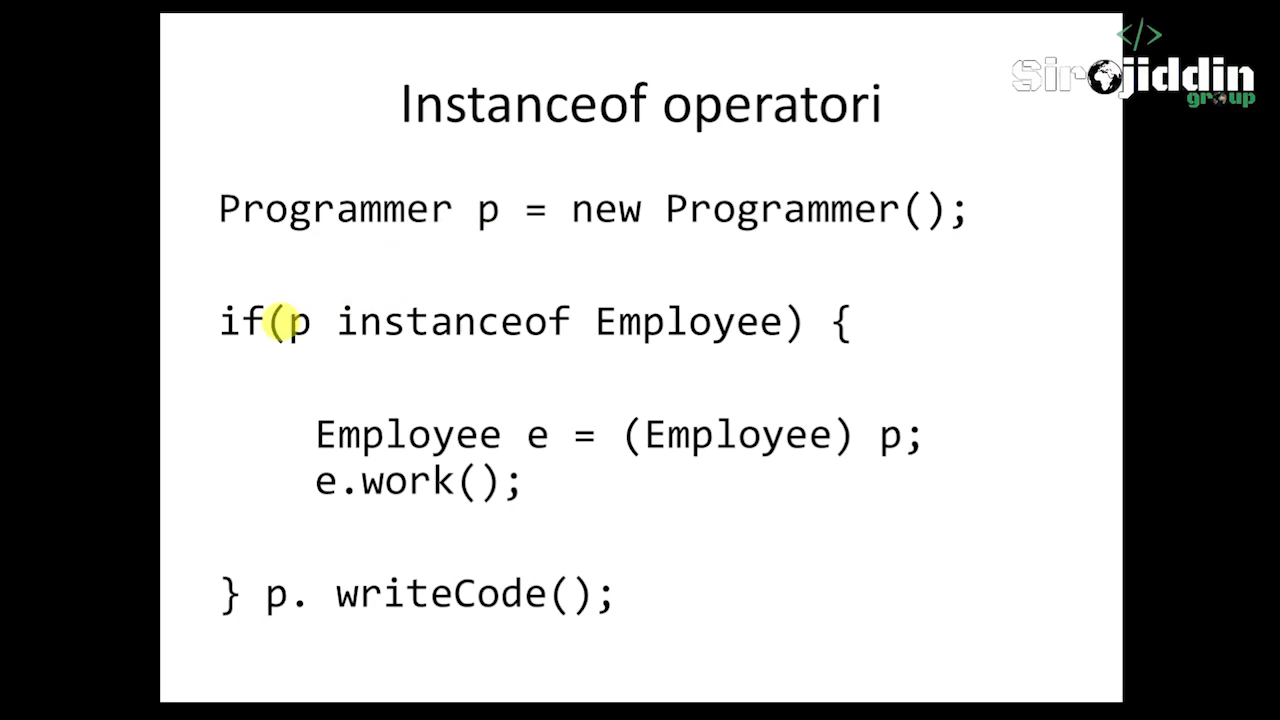 </>
Sirojiddin
group
Instanceof operatori
Programmer p = new Programmer();
if(p instanceof Employee) {
Employee e = (Employee) p;
e.work();
} p. writeCode();